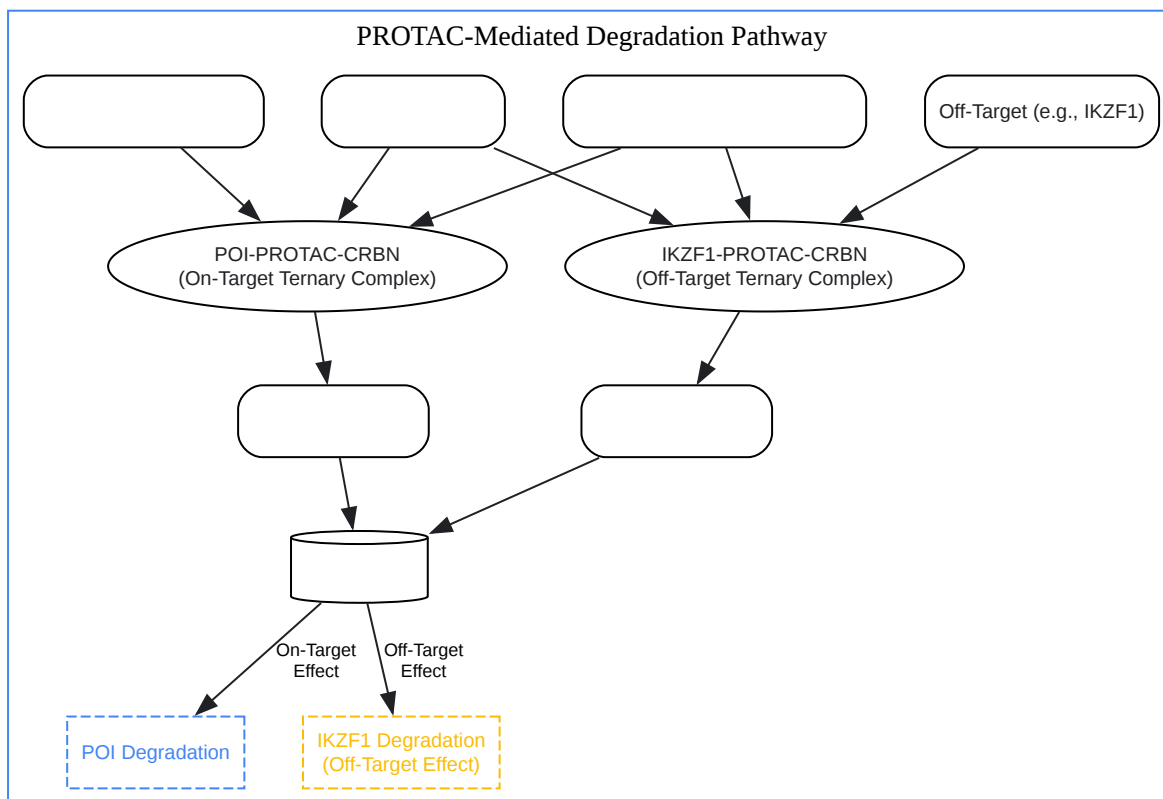 PROTAC-Mediated Degradation Pathway
Off-Target (e.g., IKZF1)
POI-PROTAC-CRBN
(On-Target Ternary Complex)
IKZF1-PROTAC-CRBN
(Off-Target Ternary Complex)
On-Target
Effect
Off-Target
Effect
POI Degradation
IKZF1 Degradation
(Off-Target Effect)